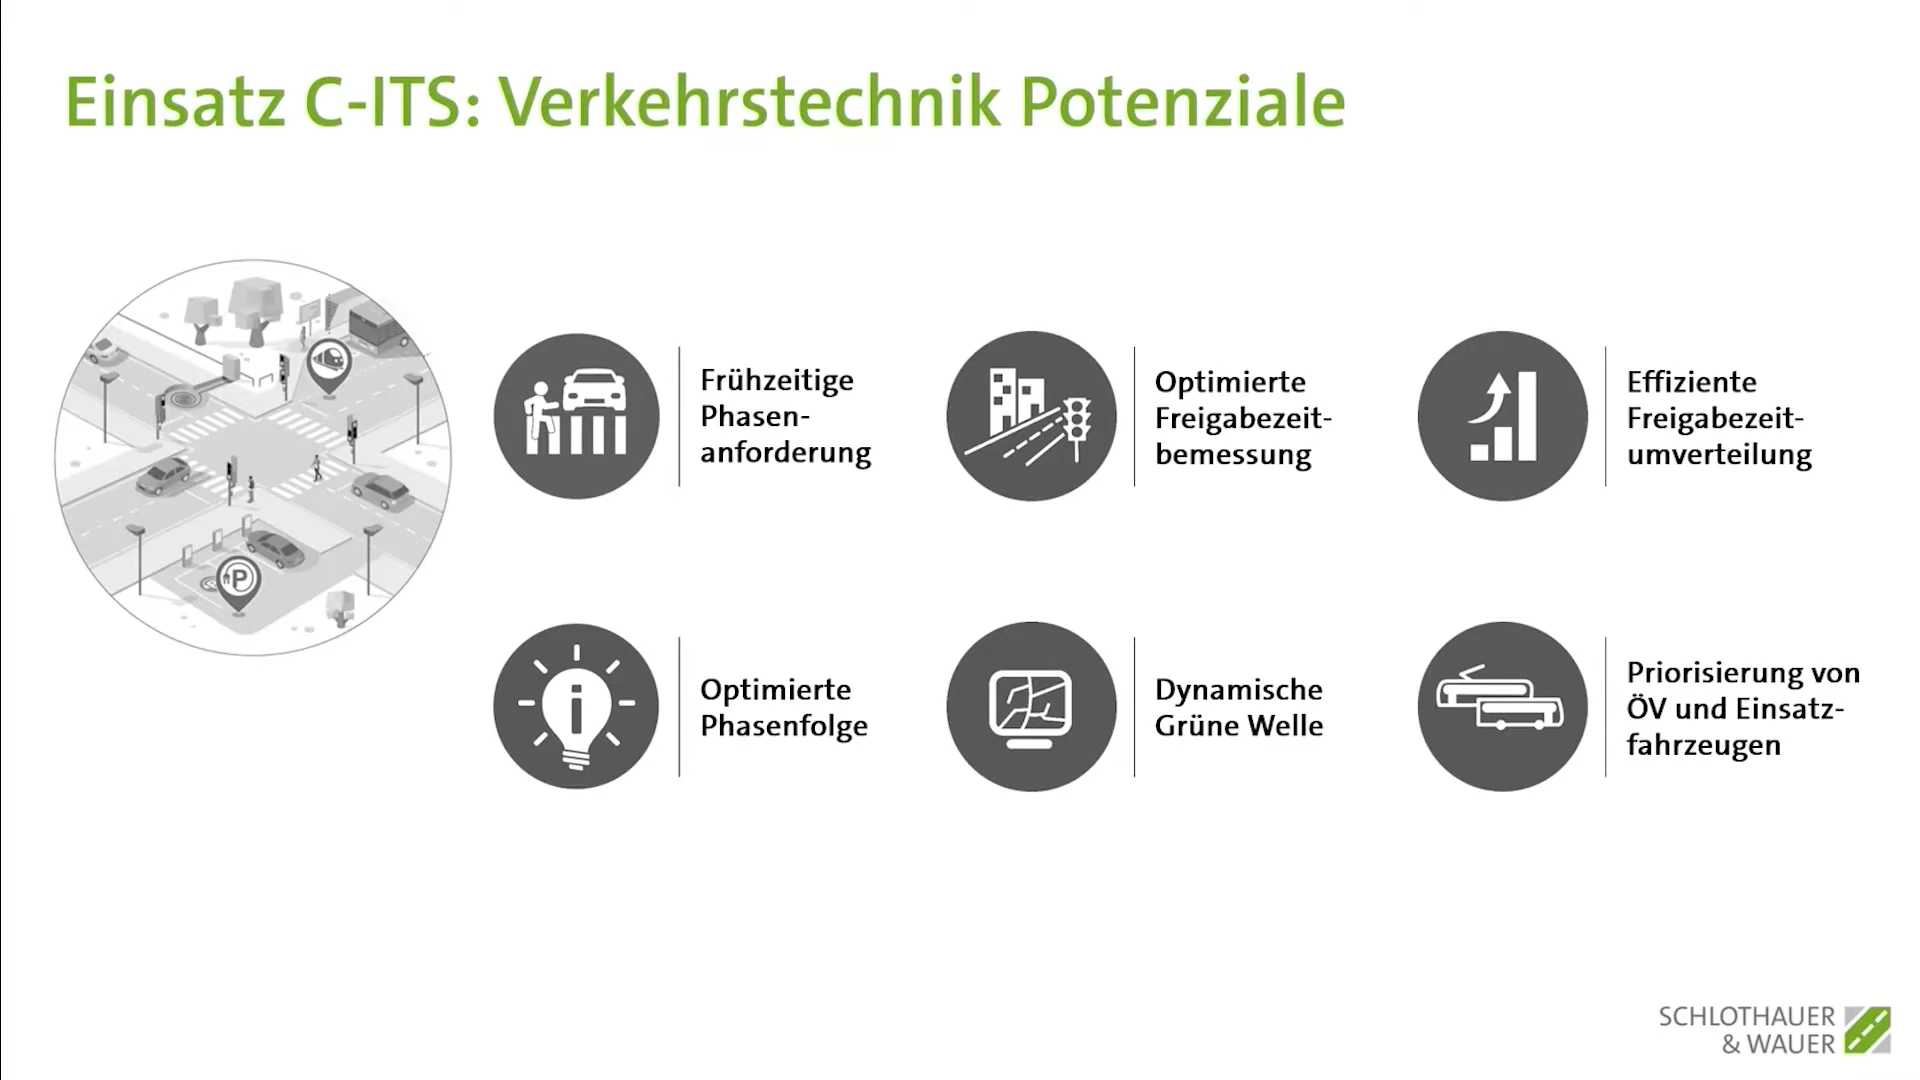 Einsatz C-ITS: Verkehrstechnik Potenziale
Frühzeitige
Phasen-
anforderung
Optimierte
Freigabezeit-
bemessung
Effiziente
Freigabezeit-
umverteilung
Optimierte
Phasenfolge
Dynamische
Grüne Welle
Priorisierung von
ÖV und Einsatz-
fahrzeugen
P
i
SCHLOTHAUER
& WAUER